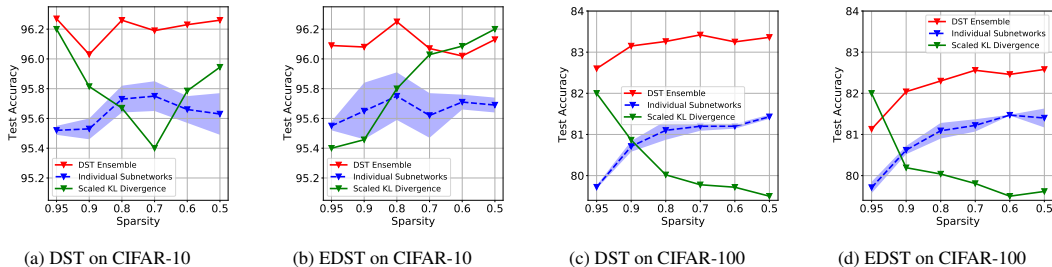 Test Accuracy
96.2
96.0
95.8
95.6
95.4
95.2
DST Ensemble
Individual Subnetworks
Scaled KL Divergence
0.95 0.9 0.8 0.7 0.6 0.5
Sparsity
(a) DST on CIFAR-10
Test Accuracy
96.2
96.0
95.8
95.6
95.4
95.2
DST Ensemble
Individual Subnetworks
Scaled KL Divergence
0.95 0.9 0.8 0.7 0.6 0.5
Sparsity
(b) EDST on CIFAR-10
Test Accuracy
84
83
82
81
80
DST Ensemble
Individual Subnetworks
Scaled KL Divergence
0.95 0.9 0.8 0.7 0.6 0.5
Sparsity
(c) DST on CIFAR-100
Test Accuracy
84
83
82
81
80
DST Ensemble
Individual Subnetworks
Scaled KL Divergence
0.95 0.9 0.8 0.7 0.6 0.5
Sparsity
(d) EDST on CIFAR-100